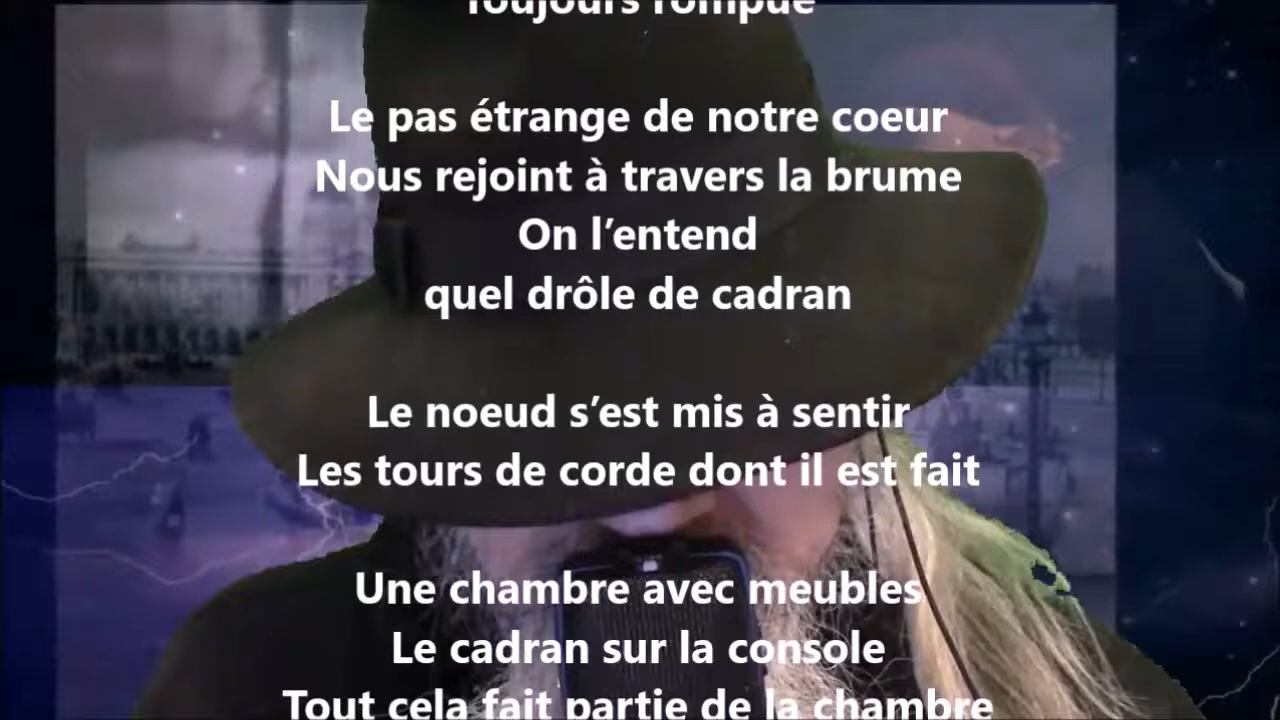 Toujours rompue
Le pas étrange de notre coeur
Nous rejoint à travers la brume
On l’entend
quel drôle de cadran
Le noeud s’est mis à sentir
Les tours de corde dont il est fait
Une chambre avec meubles
Le cadran sur la console
Tout cela fait partie de la chambre